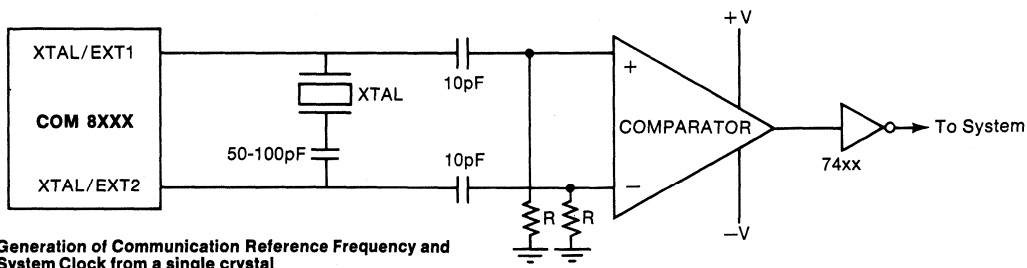 XTAL/EXT1
COM 8XXX
XTAL/EXT2
XTAL
50-100pF
10pF
10pF
R
R
+
−
COMPARATOR
+V
−V
74xx
To System
Generation of Communication Reference Frequency and
System Clock from a single crystal